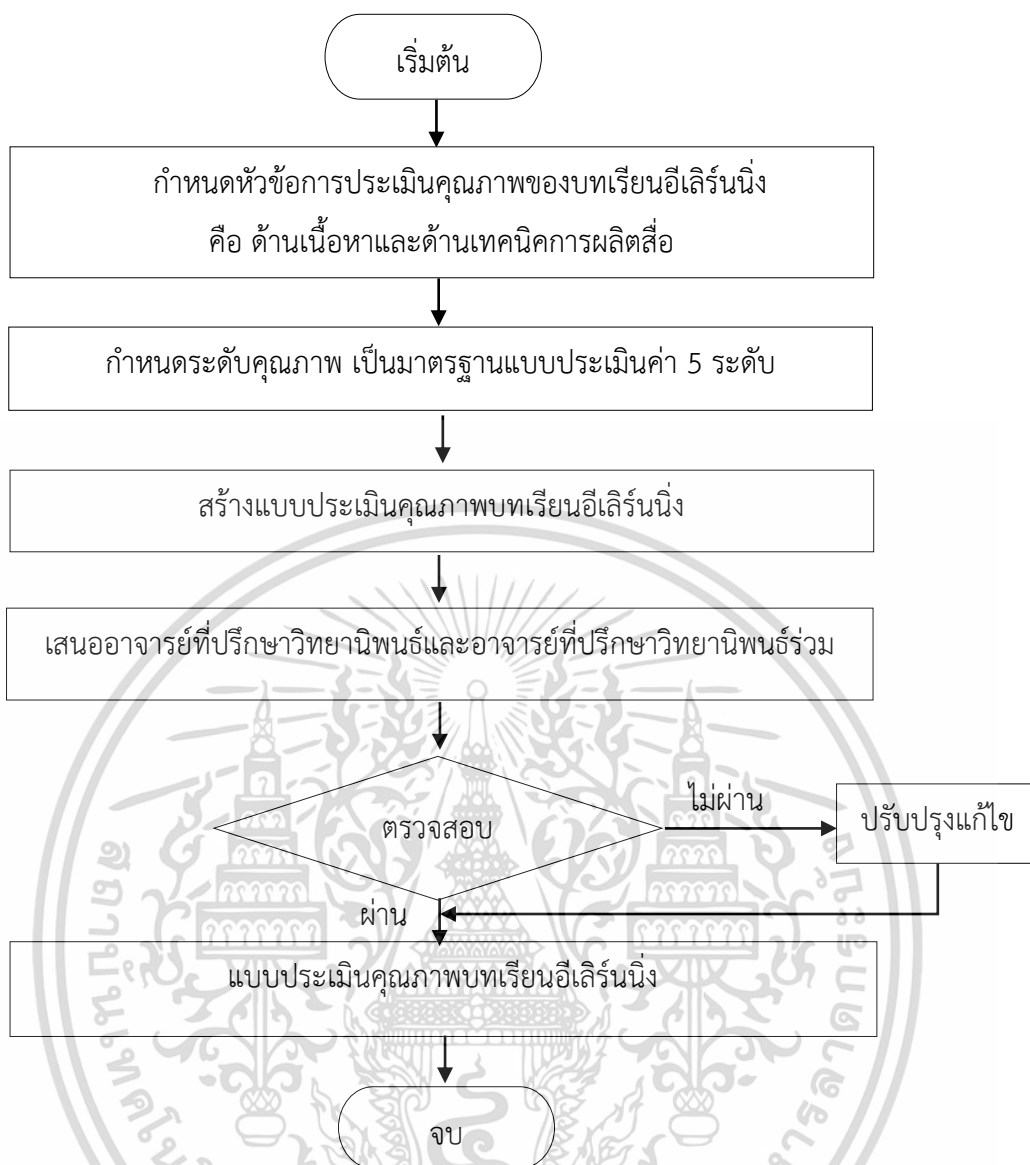 เริ่มต้น
กำหนดหัวข้อการประเมินคุณภาพของบทเรียนอีเลิร์นนิ่ง
คือ ด้านเนื้อหาและด้านเทคนิคการผลิตสื่อ
กำหนดระดับคุณภาพ เป็นมาตรฐานแบบประเมินค่า 5 ระดับ
สร้างแบบประเมินคุณภาพบทเรียนอีเลิร์นนิ่ง
เสนออาจารย์ที่ปรึกษาวิทยานิพนธ์และอาจารย์ที่ปรึกษาวิทยานิพนธ์ร่วม
ตรวจสอบ
ไม่ผ่าน
ปรับปรุงแก้ไข
ผ่าน
แบบประเมินคุณภาพบทเรียนอีเลิร์นนิ่ง
จบ